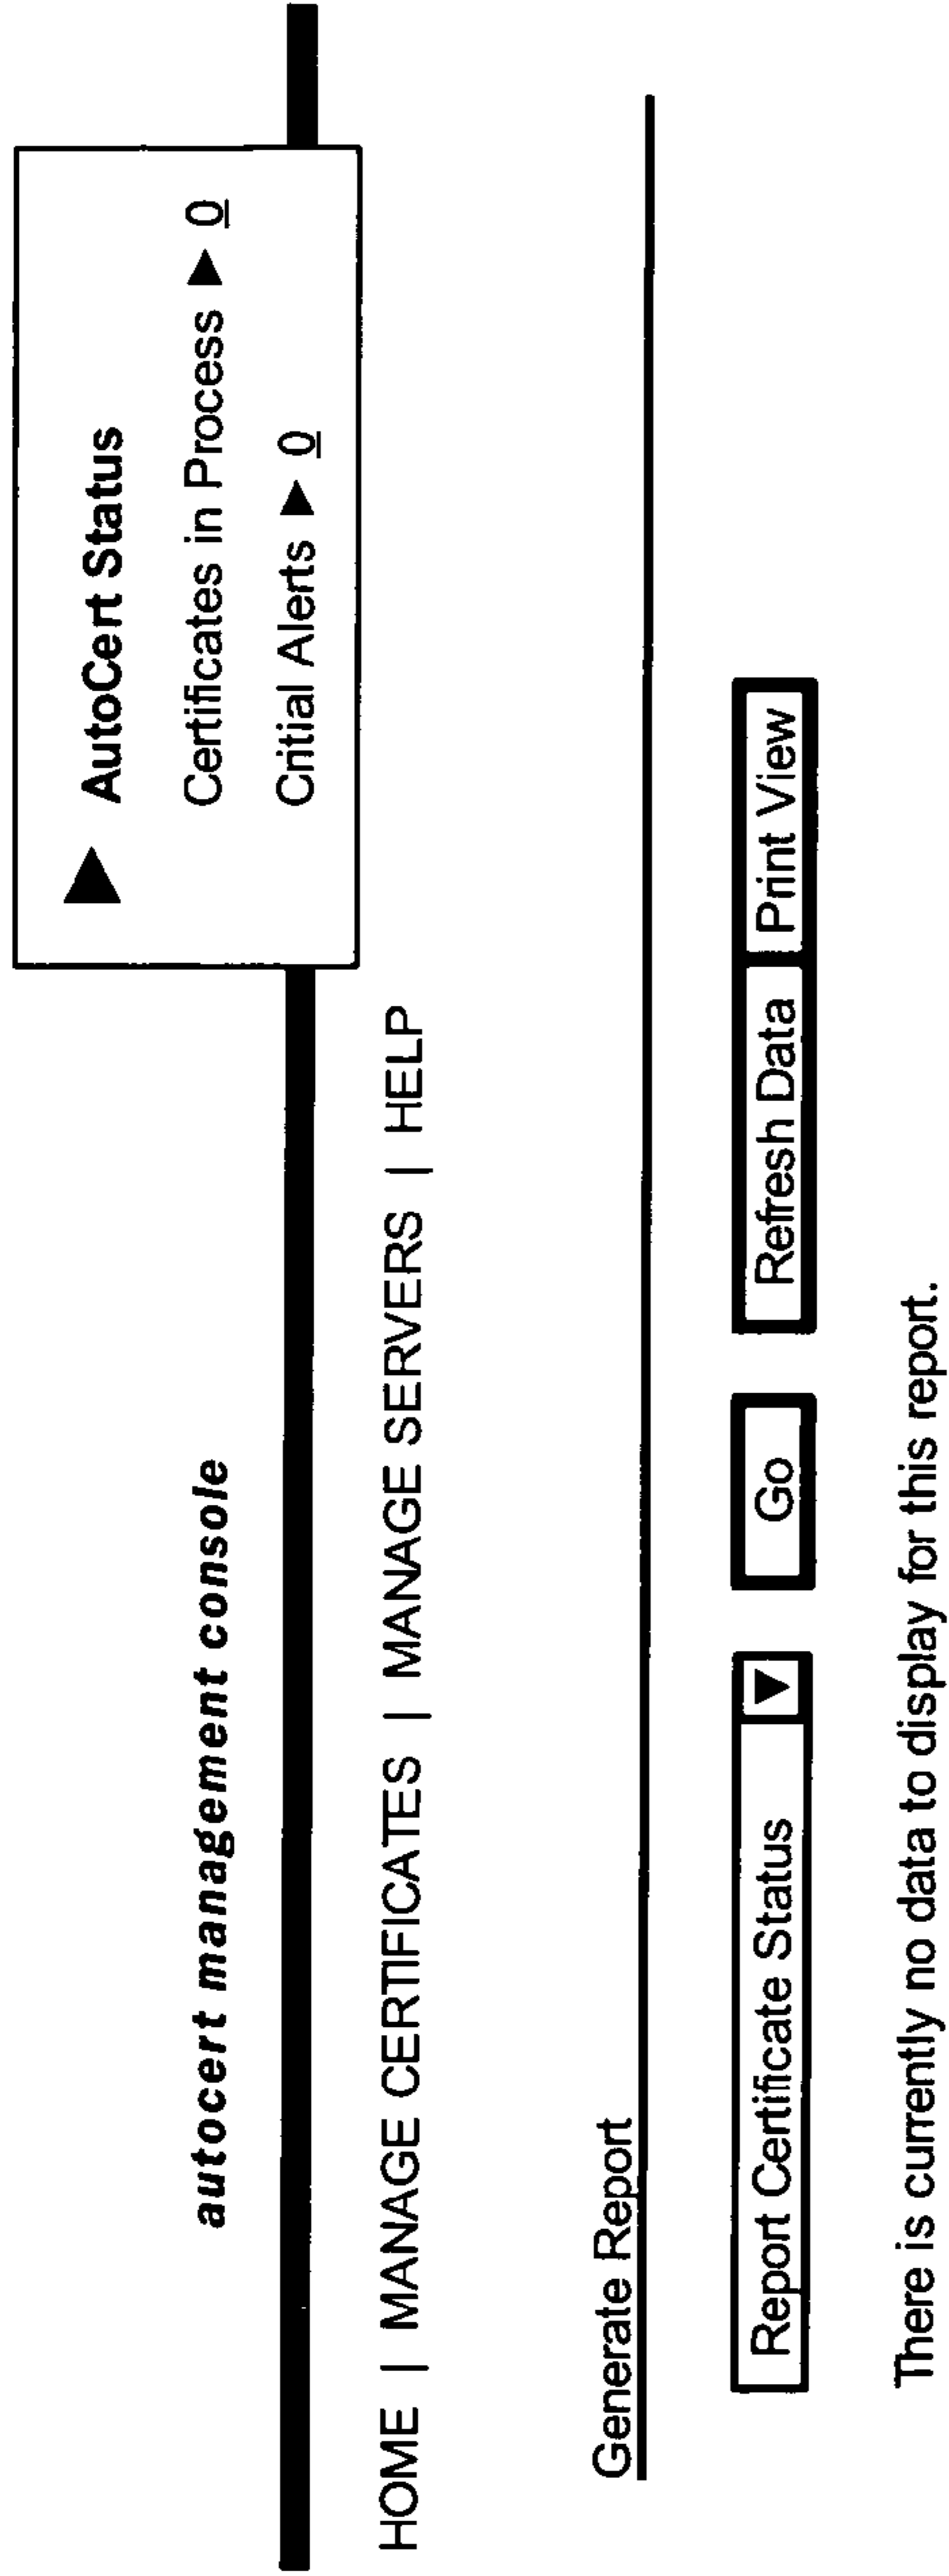 autocert management console
AutoCert Status
Certificates in Process ▶ 0
Critial Alerts ▶ 0
HOME | MANAGE CERTIFICATES | MANAGE SERVERS | HELP
Generate Report
Report Certificate Status ▼ Go Refresh Data Print View
There is currently no data to display for this report.